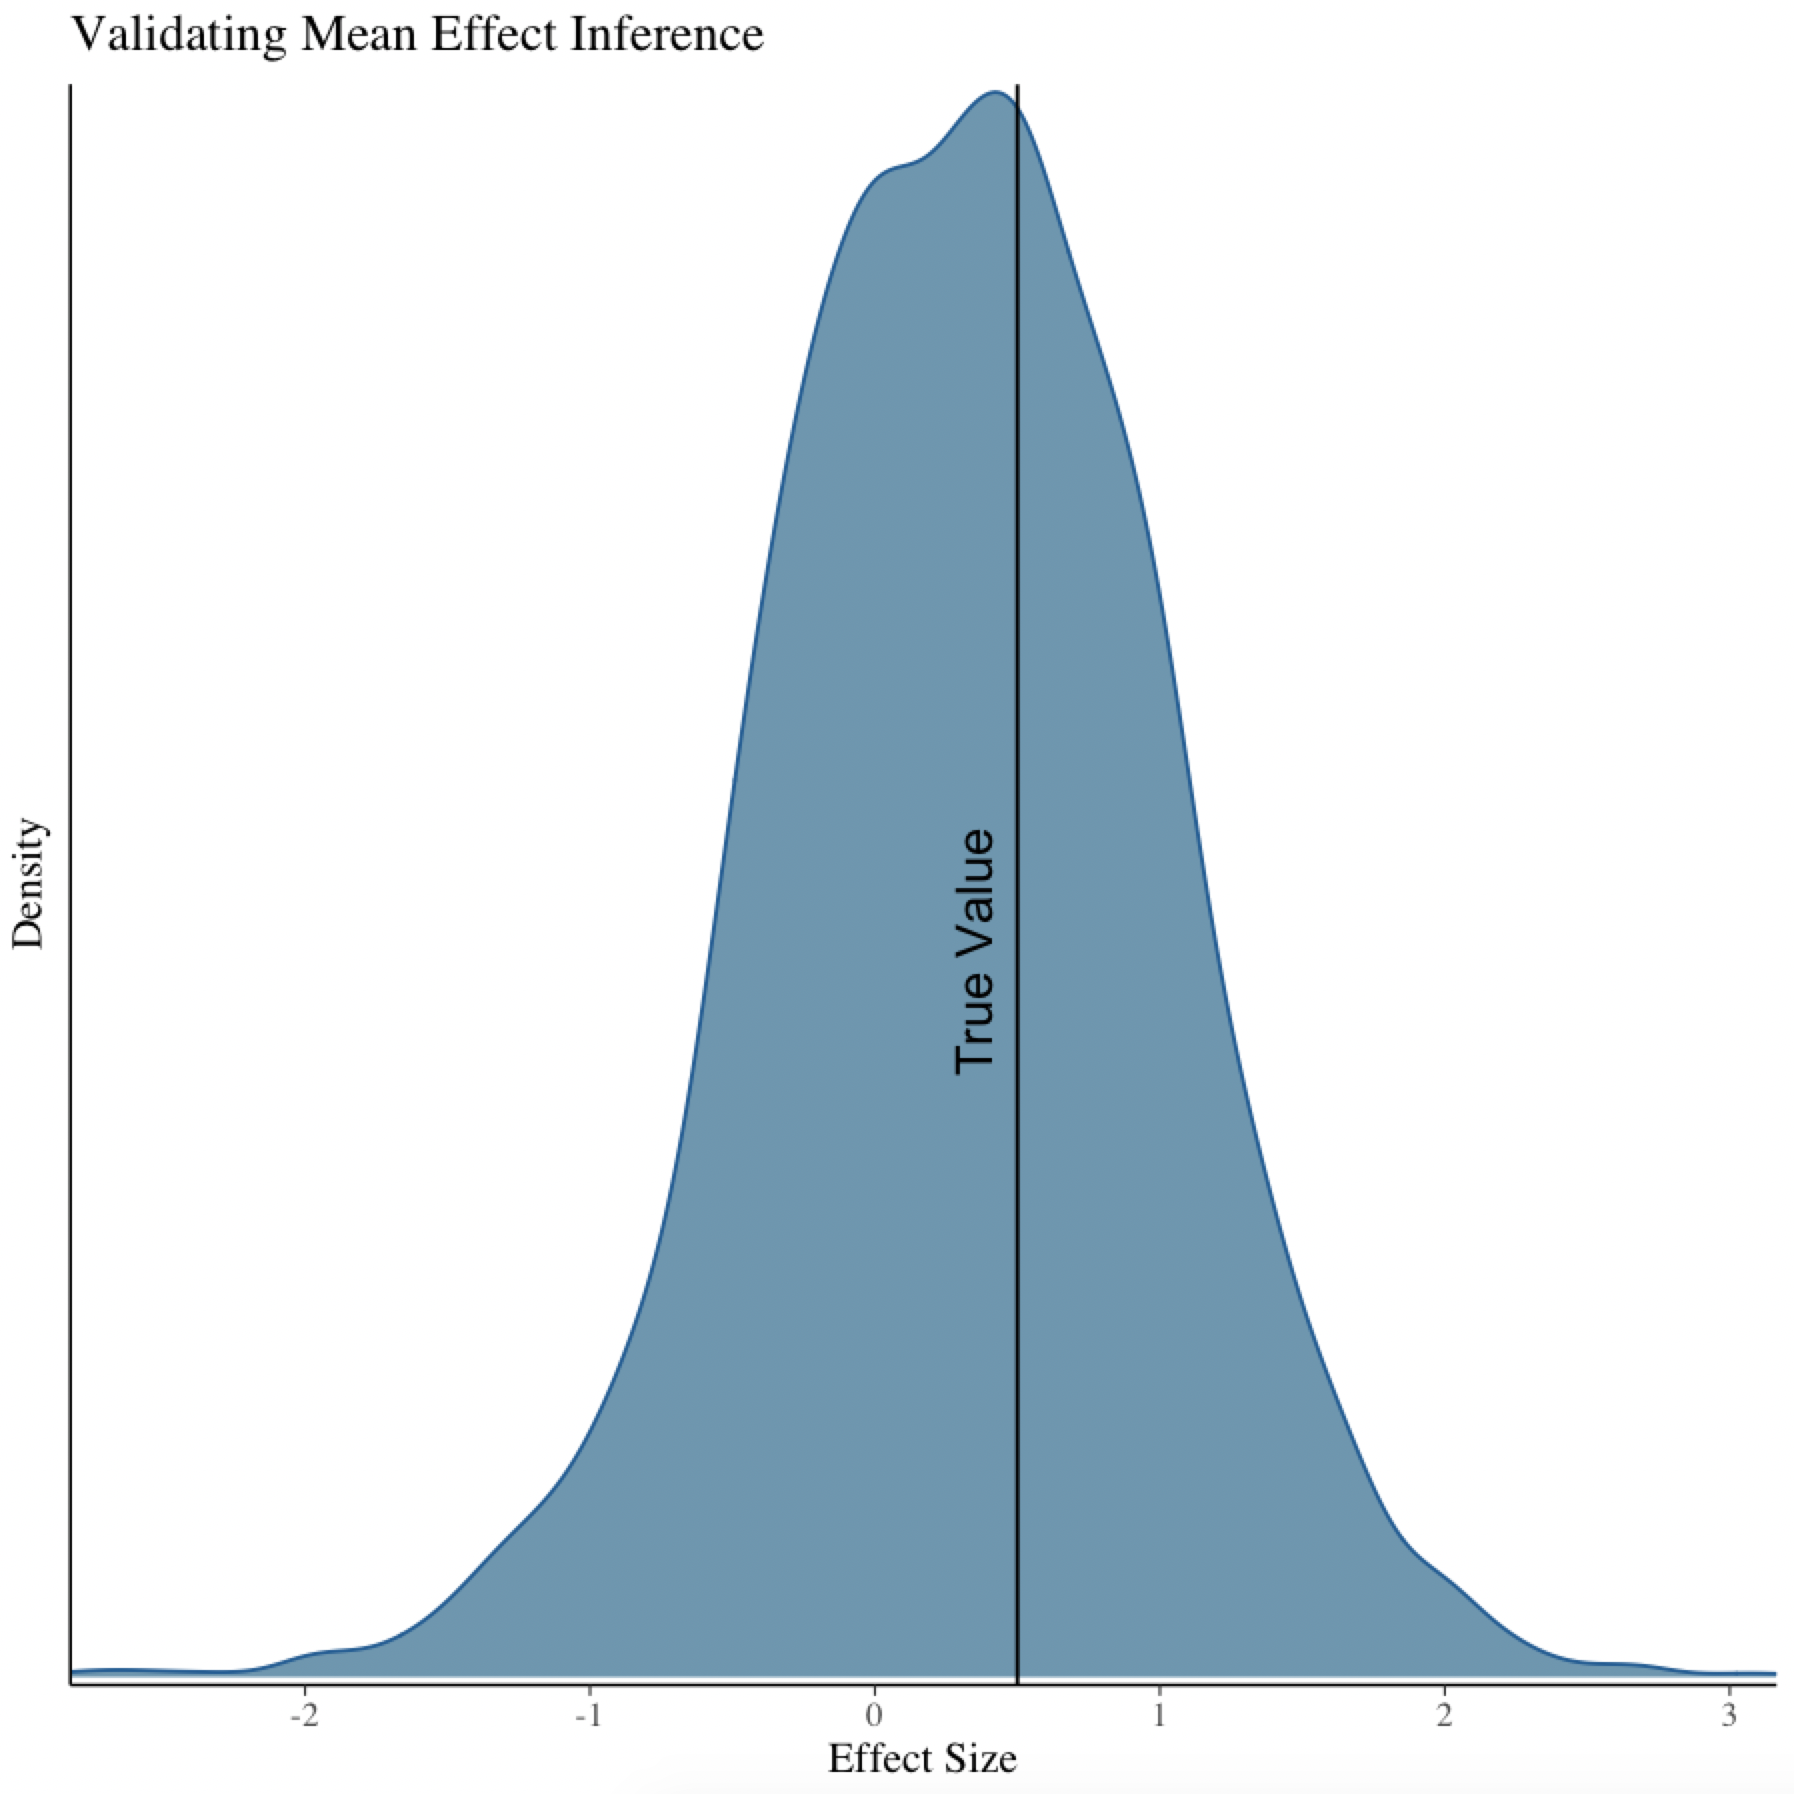 Validating Mean Effect Inference
Density
True Value
-2 -1 0 1 2 3
Effect Size